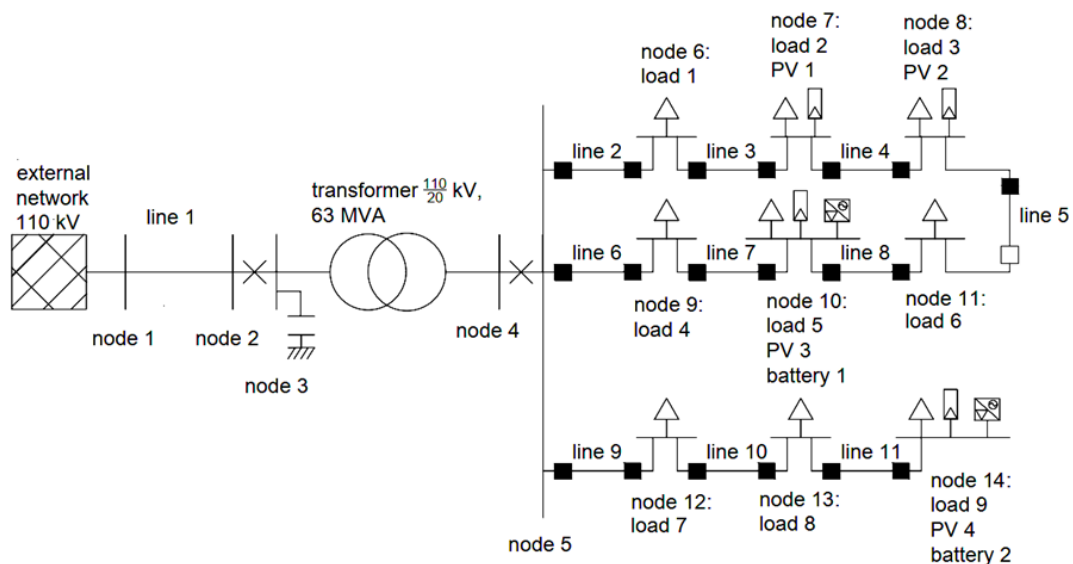 node 6:
load 1
node 7:
load 2
PV 1
node 8:
load 3
PV 2
line 2
line 3
line 4
external
network
110 kV
line 1
transformer 110/20 kV,
63 MVA
line 5
line 6
line 7
line 8
node 1
node 2
node 3
node 4
node 9:
load 4
node 10:
load 5
PV 3
battery 1
node 11:
load 6
line 9
line 10
line 11
node 12:
load 7
node 13:
load 8
node 14:
load 9
PV 4
battery 2
node 5